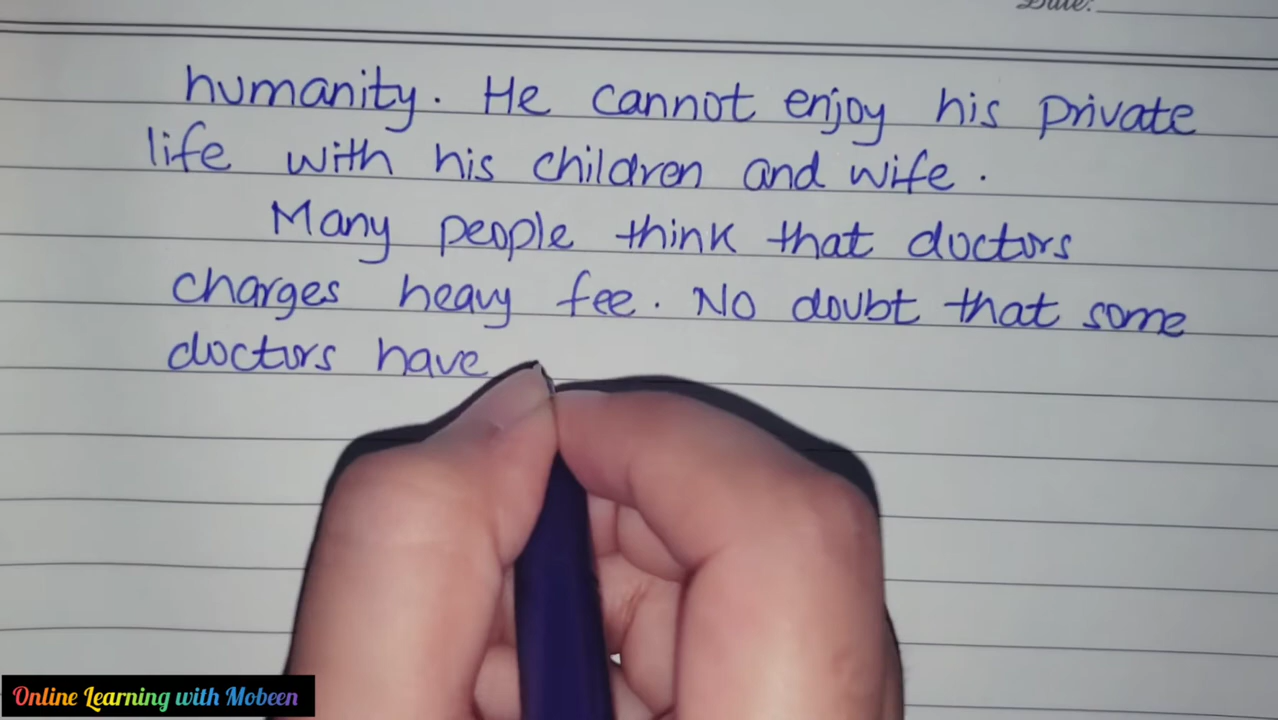 Date:
humanity. He cannot enjoy his private
life with his children and wife.
Many people think that doctors
charges heavy fee. No doubt that some
doctors have
Online Learning with Mobeen